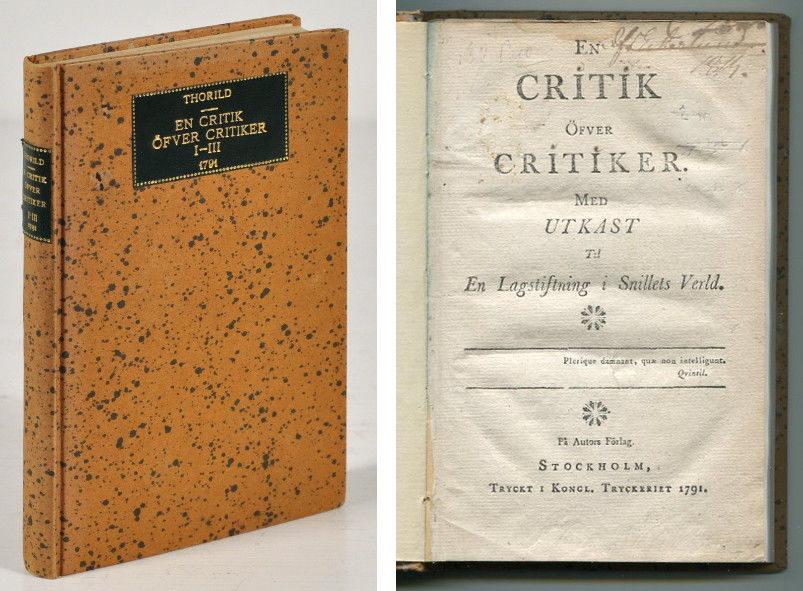 THORILD
EN CRITIK
ÖFVER CRITIKER
I–III
1791
THORILD
EN CRITIK
ÖFVER
CRITIKER
I–III
1791
EN
CRITIK
ÖFVER
CRITIKER.
MED
UTKAST
Til
En Lagstiftning i Snillets Verld.
Plerique damnant, quæ non intelligunt.
Qvintil.
På Autors Förlag.
STOCKHOLM,
TRYCKT I KONGL. TRYCKERIET 1791.